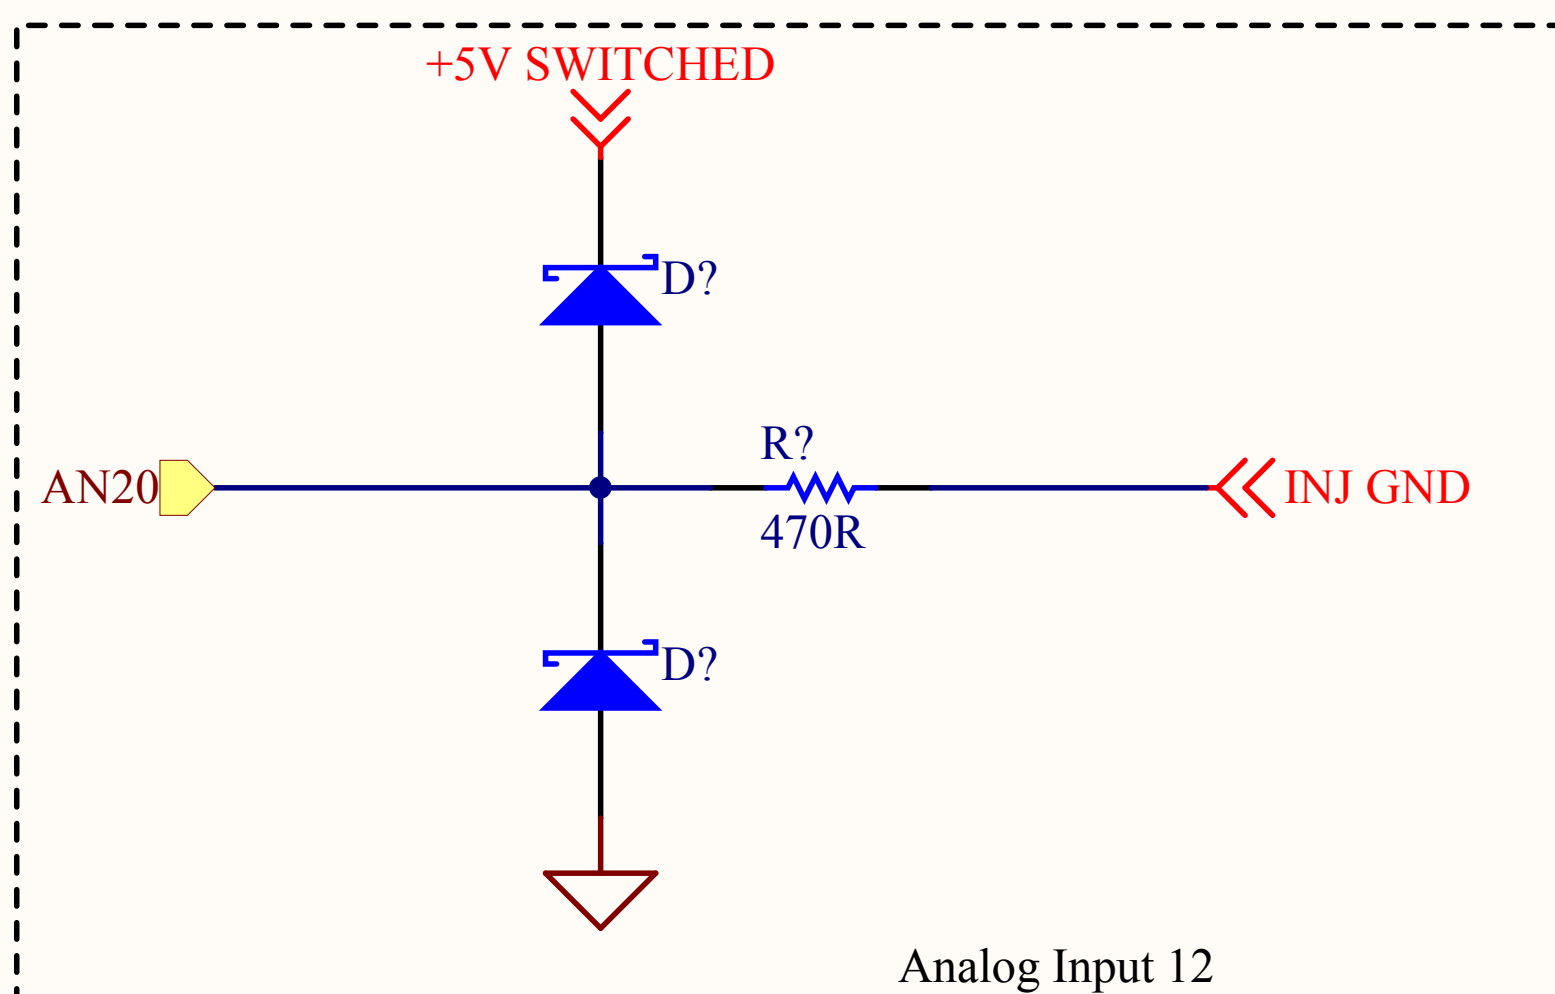 +5V SWITCHED
D?
R?
AN20
INJ GND
470R
D?
Analog Input 12